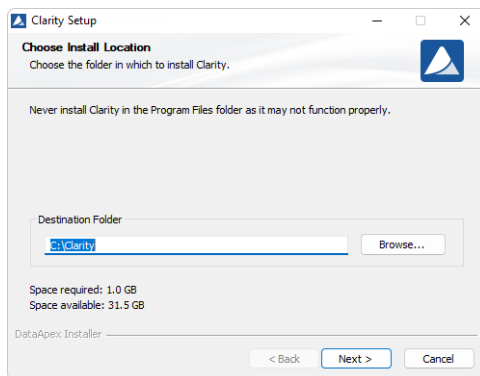 Clarity Setup
Choose Install Location
Choose the folder in which to install Clarity.
Never install Clarity in the Program Files folder as it may not function properly.
Destination Folder
C:\Clarity
Browse...
Space required: 1.0 GB
Space available: 31.5 GB
DataApex Installer
< Back
Next >
Cancel